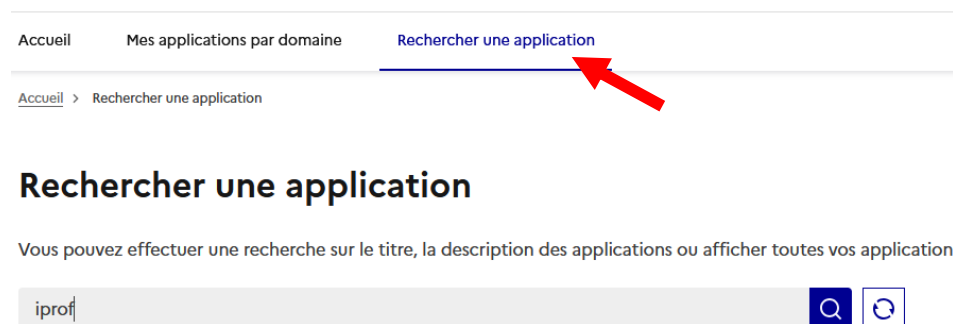 Accueil Mes applications par domaine Rechercher une application
Accueil > Rechercher une application
Rechercher une application
Vous pouvez effectuer une recherche sur le titre, la description des applications ou afficher toutes vos application
iprof